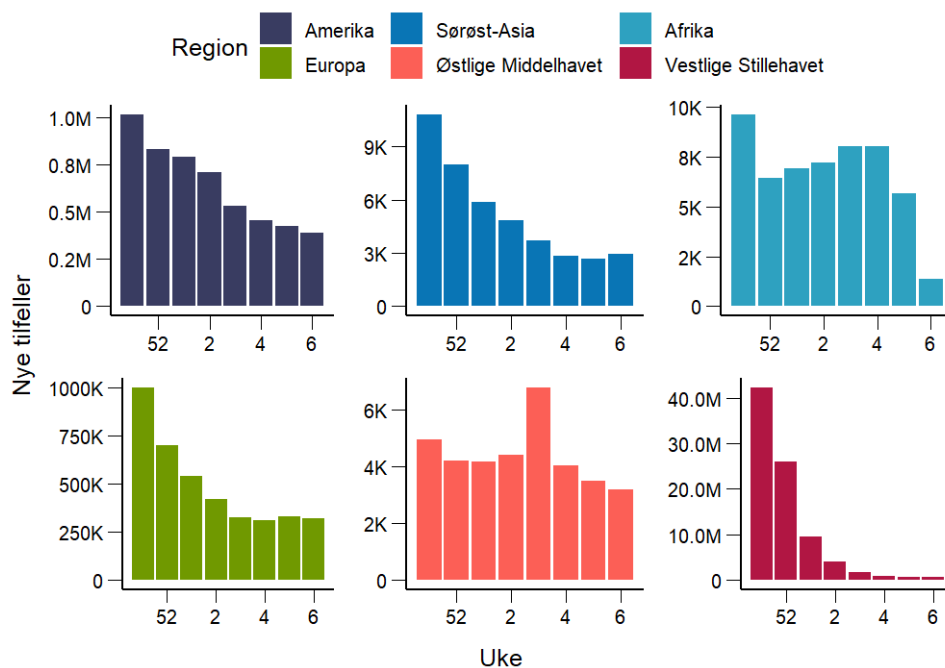 Region
Amerika Sørøst-Asia Afrika
Europa Østlige Middelhavet Vestlige Stillehavet
Nye tilfeller
1.0M
0.8M
0.5M
0.2M
0
52 2 4 6
9K
6K
3K
0
52 2 4 6
10K
8K
5K
2K
0
52 2 4 6
1000K
750K
500K
250K
0
52 2 4 6
6K
4K
2K
0
52 2 4 6
40.0M
30.0M
20.0M
10.0M
0
52 2 4 6
Uke